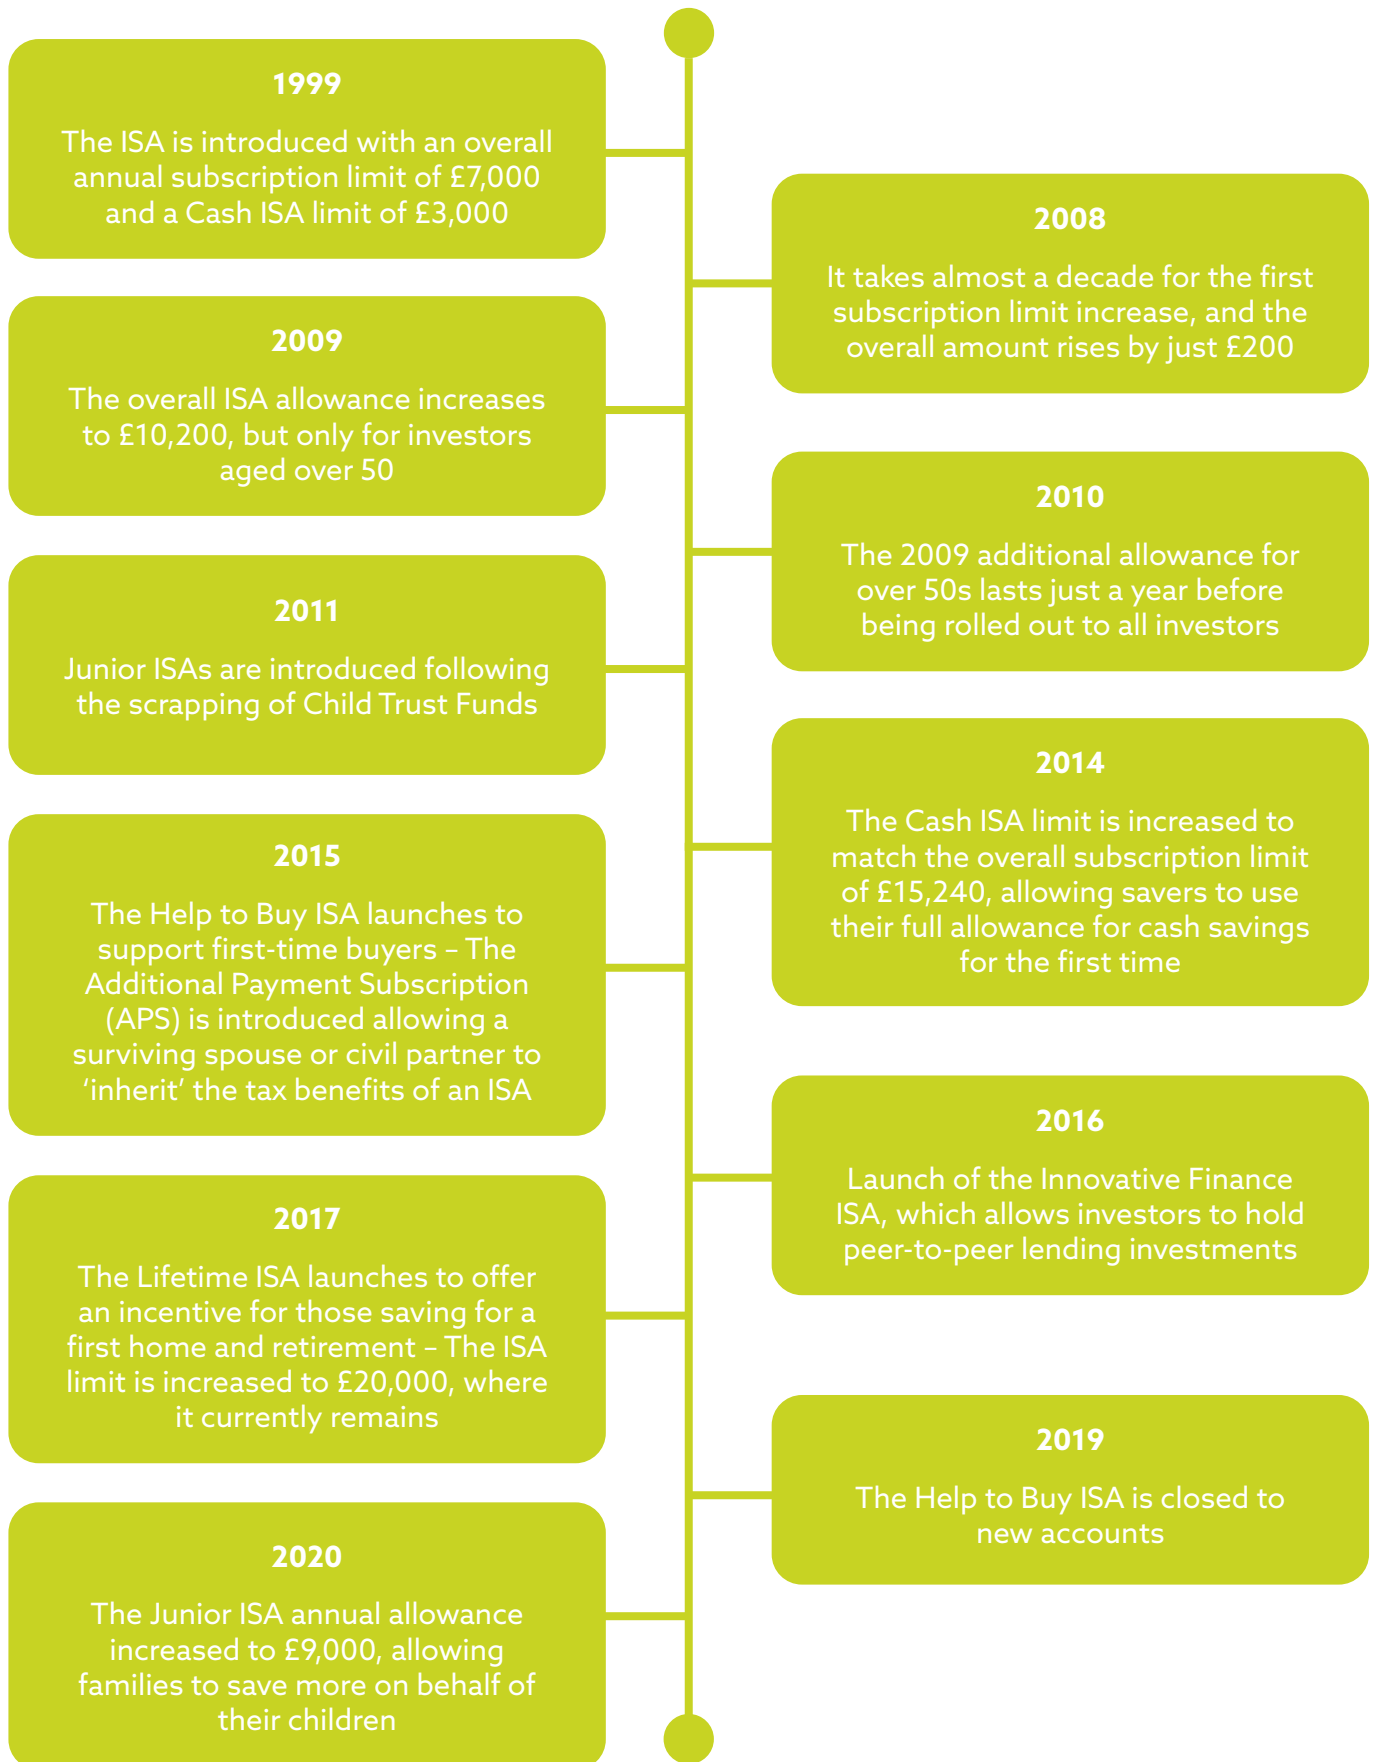 1999
The ISA is introduced with an overall
annual subscription limit of £7,000
and a Cash ISA limit of £3,000
2008
It takes almost a decade for the first
subscription limit increase, and the
overall amount rises by just £200
2009
The overall ISA allowance increases
to £10,200, but only for investors
aged over 50
2010
The 2009 additional allowance for
over 50s lasts just a year before
being rolled out to all investors
2011
Junior ISAs are introduced following
the scrapping of Child Trust Funds
2014
The Cash ISA limit is increased to
match the overall subscription limit
of £15,240, allowing savers to use
their full allowance for cash savings
for the first time
2015
The Help to Buy ISA launches to
support first-time buyers – The
Additional Payment Subscription
(APS) is introduced allowing a
surviving spouse or civil partner to
‘inherit’ the tax benefits of an ISA
2016
Launch of the Innovative Finance
ISA, which allows investors to hold
peer-to-peer lending investments
2017
The Lifetime ISA launches to offer
an incentive for those saving for a
first home and retirement – The ISA
limit is increased to £20,000, where
it currently remains
2019
The Help to Buy ISA is closed to
new accounts
2020
The Junior ISA annual allowance
increased to £9,000, allowing
families to save more on behalf of
their children